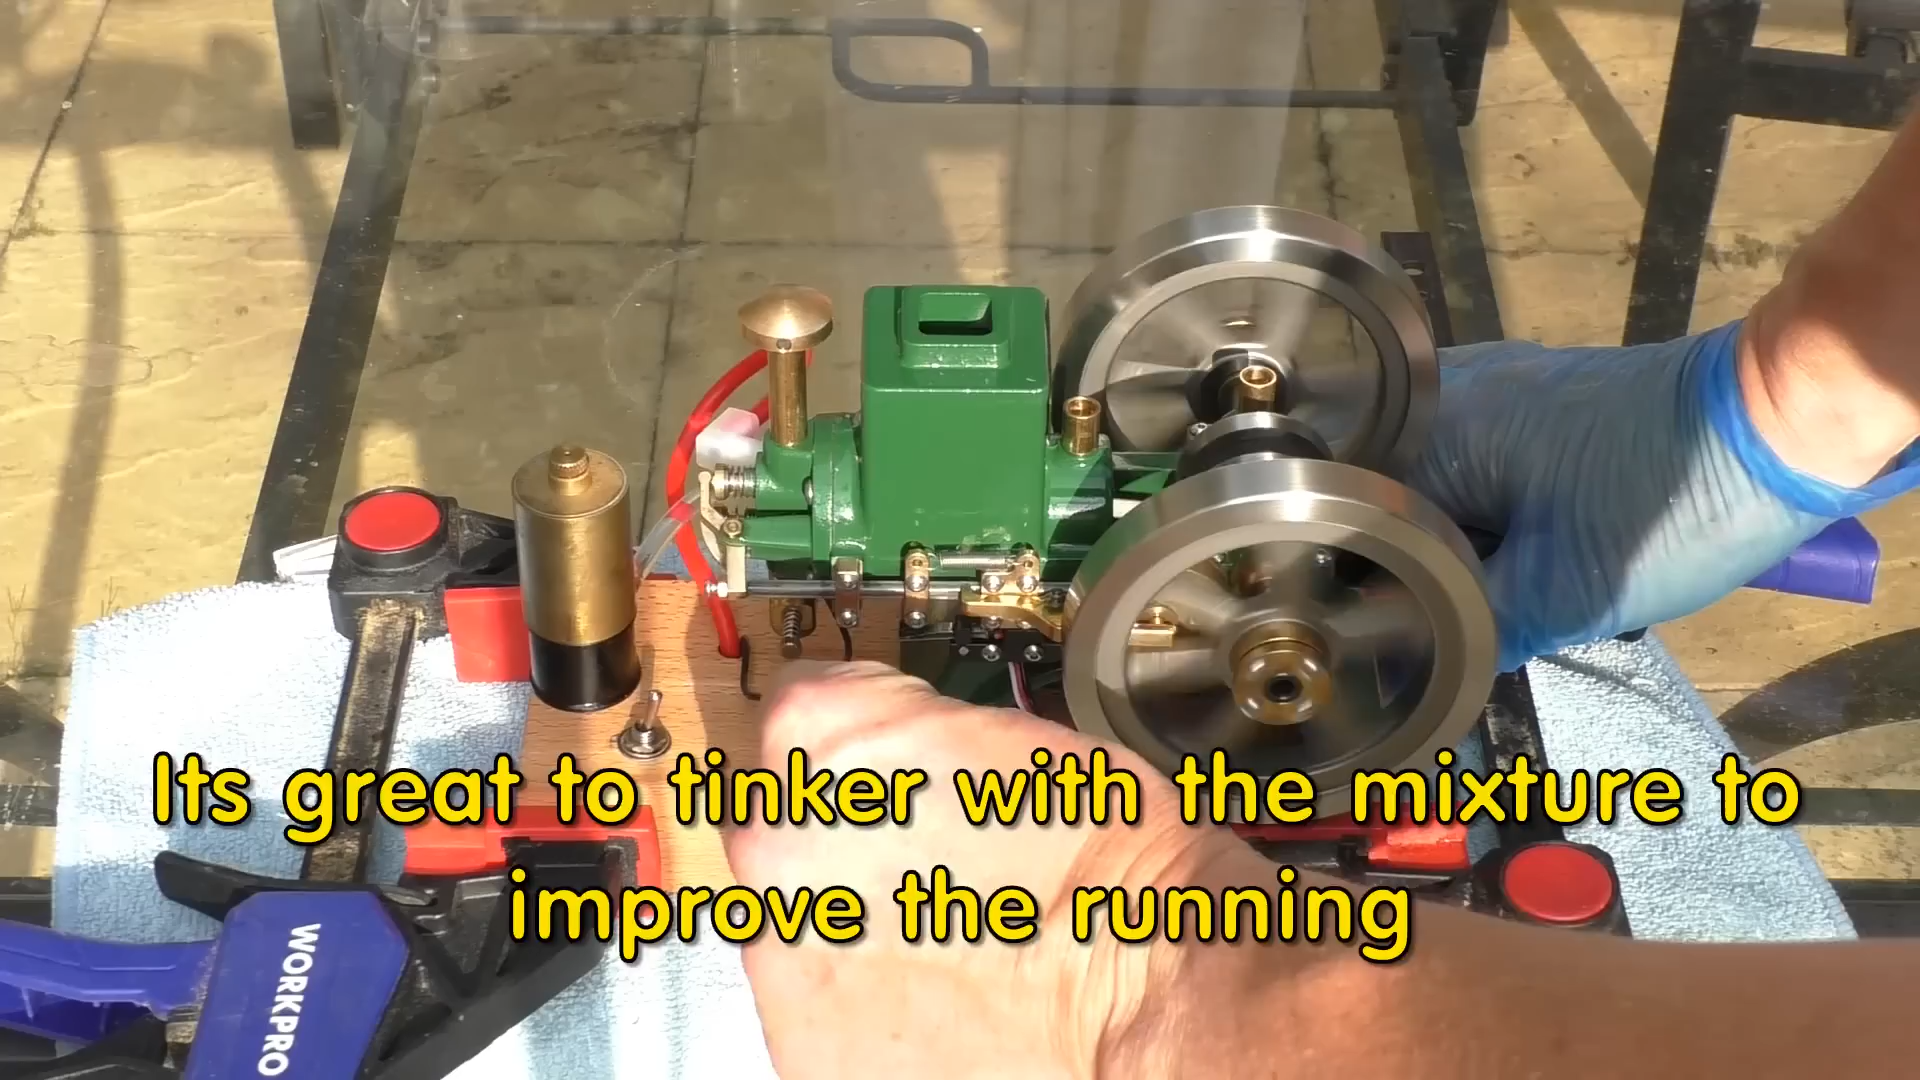 Its great to tinker with the mixture to
improve the running
WORKPRO